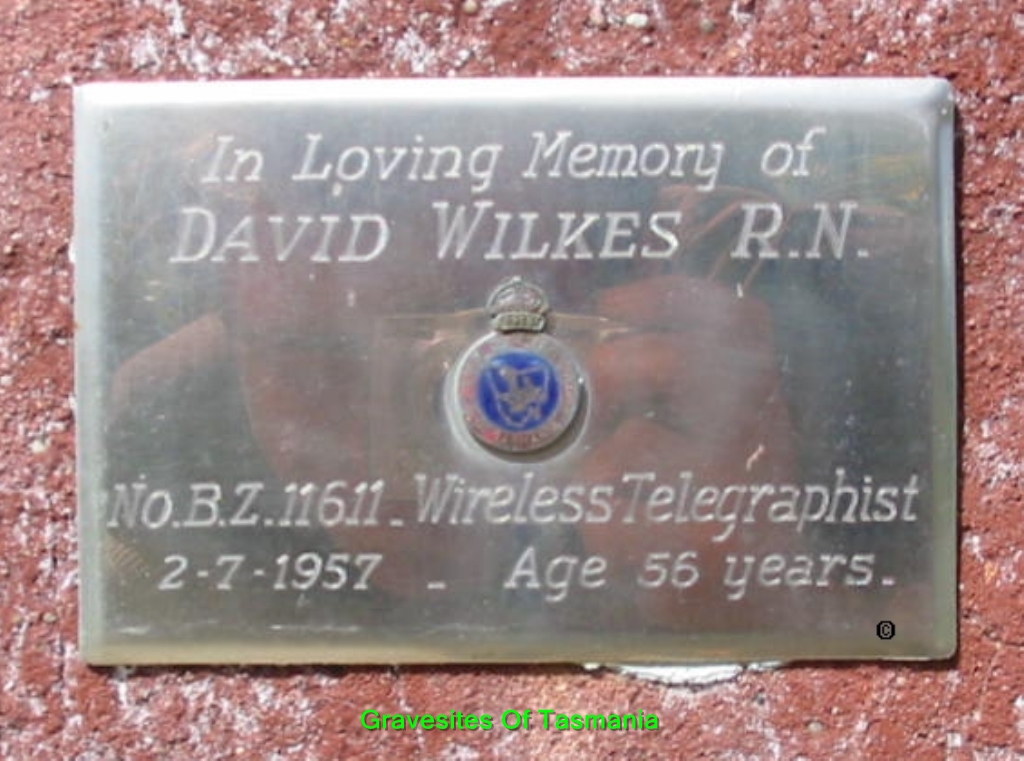 In Loving Memory of
DAVID WILKES R.N.
No.B.Z.11611_Wireless Telegraphist
2-7-1957 - Age 56 years.
©
Gravesites Of Tasmania